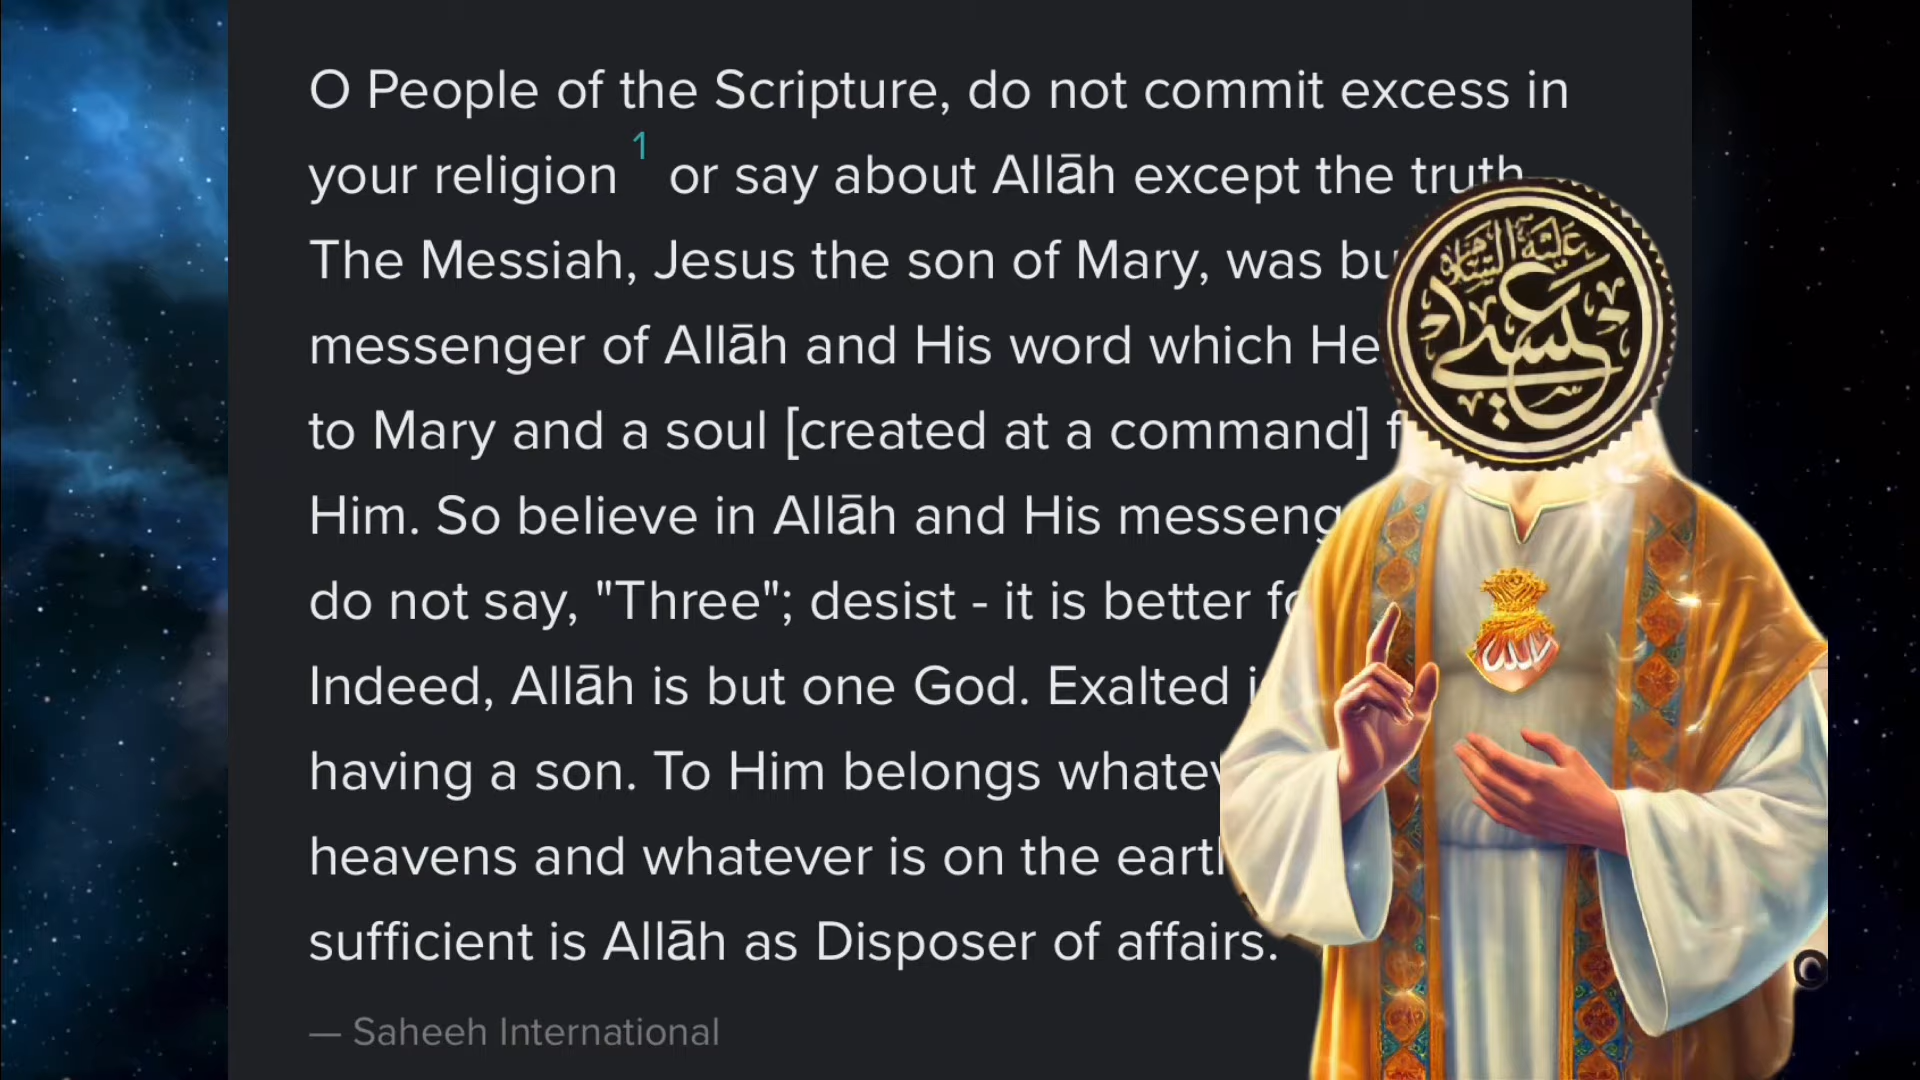 O People of the Scripture, do not commit excess in
your religion 1 or say about Allāh except the truth
The Messiah, Jesus the son of Mary, was
messenger of Allāh and His word which He
to Mary and a soul [created at a command]
Him. So believe in Allāh and His
do not say, "Three"; desist - it is better
Indeed, Allāh is but one God. Exalted
having a son. To Him belongs
heavens and whatever is on the
sufficient is Allāh as Disposer of affairs.
— Saheeh International
عليه السلام
عيسى
الله